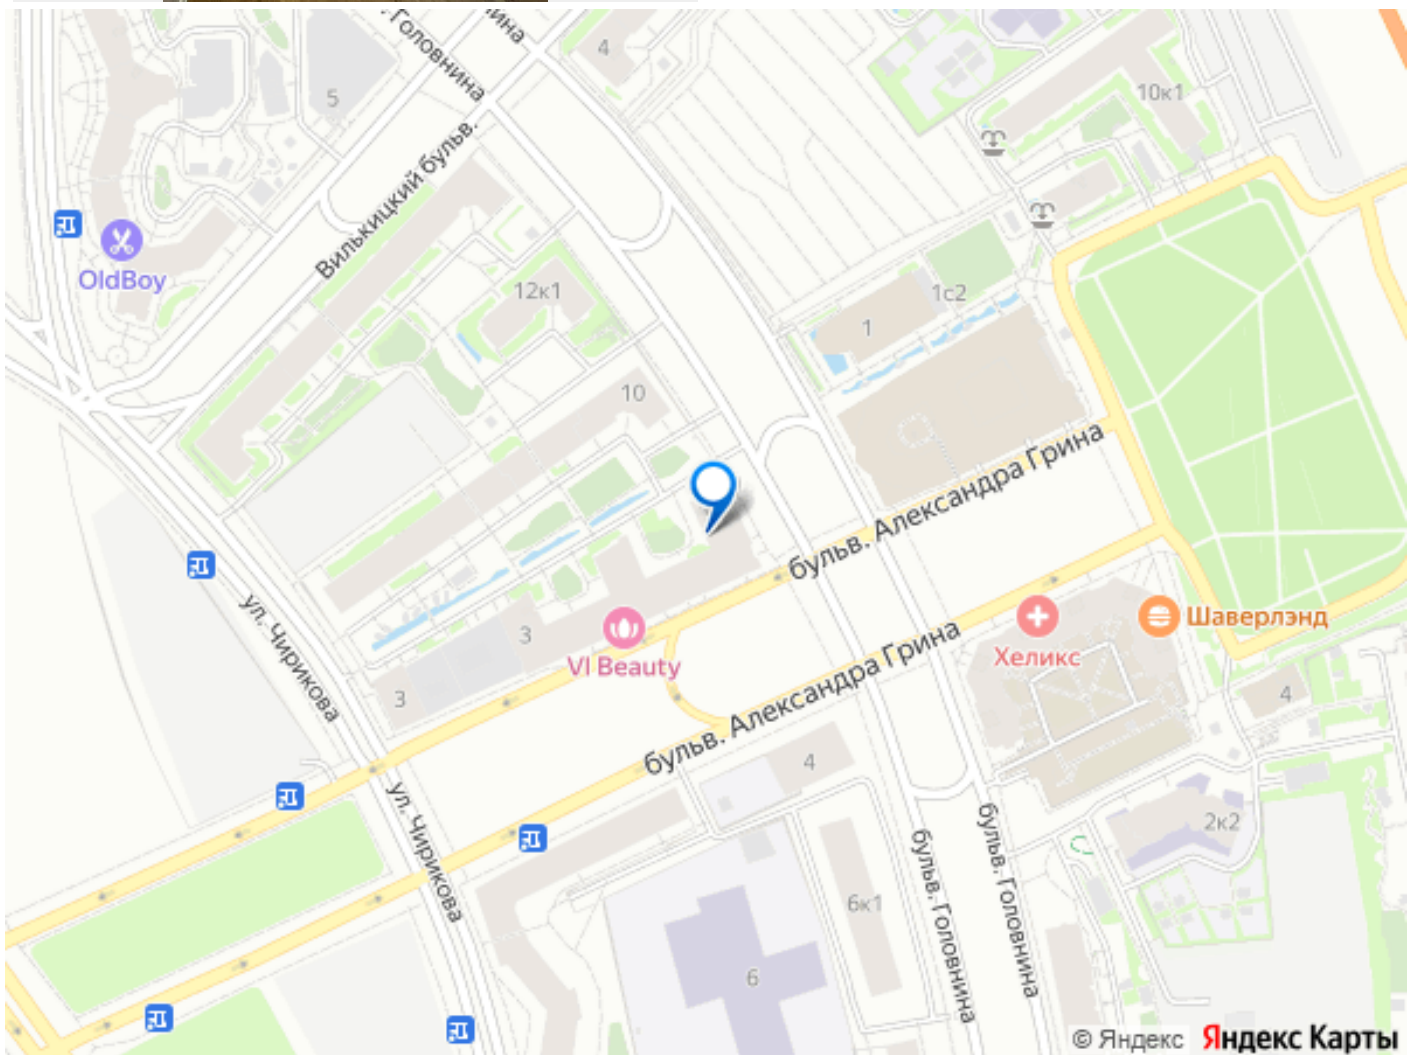 бульв. Головнина
4
5
10к1
Вилькицкий бульв.
OldBoy
12к1
1с2
1
10
бульв. Александра Грина
ул. Чирикова
3
VI Beauty
3
Хеликс
Шаверлэнд
бульв. Александра Грина
4
4
ул. Чирикова
2к2
бульв. Головнина
бульв. Головнина
6к1
6
© Яндекс Яндекс Карты